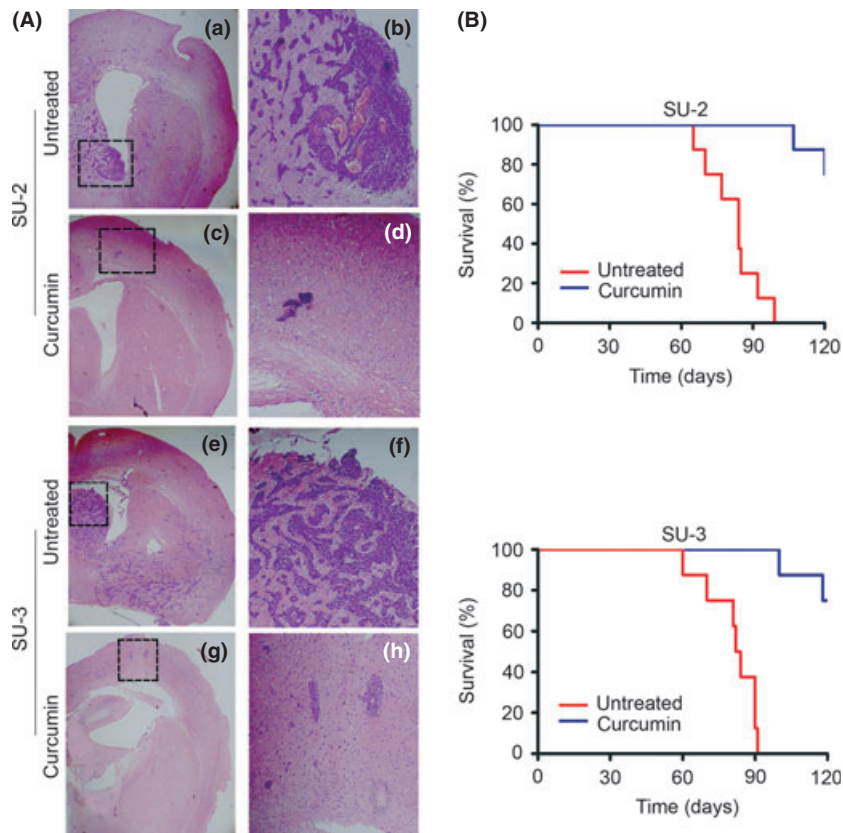 (A)
SU-2
Untreated
(a)
(b)
Curcumin
(c)
(d)
SU-3
Untreated
(e)
(f)
Curcumin
(g)
(h)
(B)
SU-2
Survival (%)
100
80
60
40
20
0
Untreated
Curcumin
0 30 60 90 120
Time (days)
SU-3
Survival (%)
100
80
60
40
20
0
Untreated
Curcumin
0 30 60 90 120
Time (days)